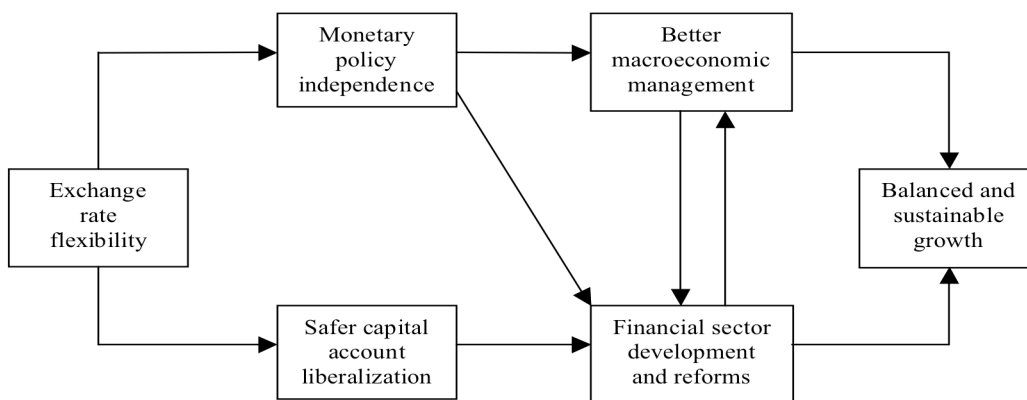 Monetary
policy
independence
Better
macroeconomic
management
Exchange
rate
flexibility
Balanced and
sustainable
growth
Safer capital
account
liberalization
Financial sector
development
and reforms